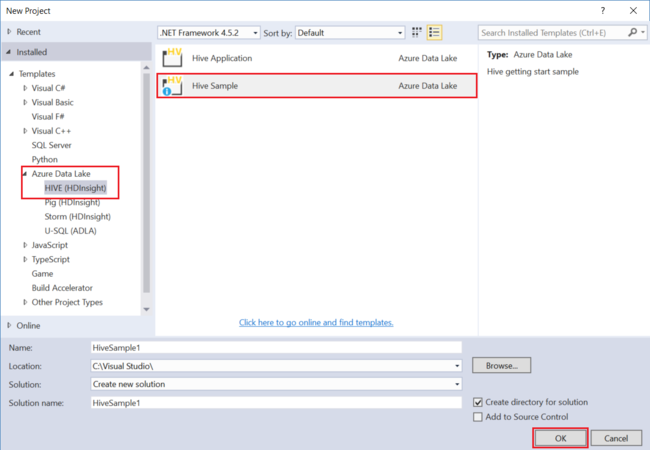 New Project
Recent
.NET Framework 4.5.2
Sort by:
Default
Search Installed Templates (Ctrl+E)
Installed
Templates
Visual C#
Visual Basic
Visual F#
Visual C++
SQL Server
Python
Azure Data Lake
HIVE (HDInsight)
Pig (HDInsight)
Storm (HDInsight)
U-SQL (ADLA)
JavaScript
TypeScript
Game
Build Accelerator
Other Project Types
Online
Hive Application
Azure Data Lake
Hive Sample
Azure Data Lake
Click here to go online and find templates.
Type: Azure Data Lake
Hive getting start sample
Name:
HiveSample1
Location:
C:\Visual Studio\
Browse...
Solution:
Create new solution
Solution name:
HiveSample1
Create directory for solution
Add to Source Control
OK
Cancel